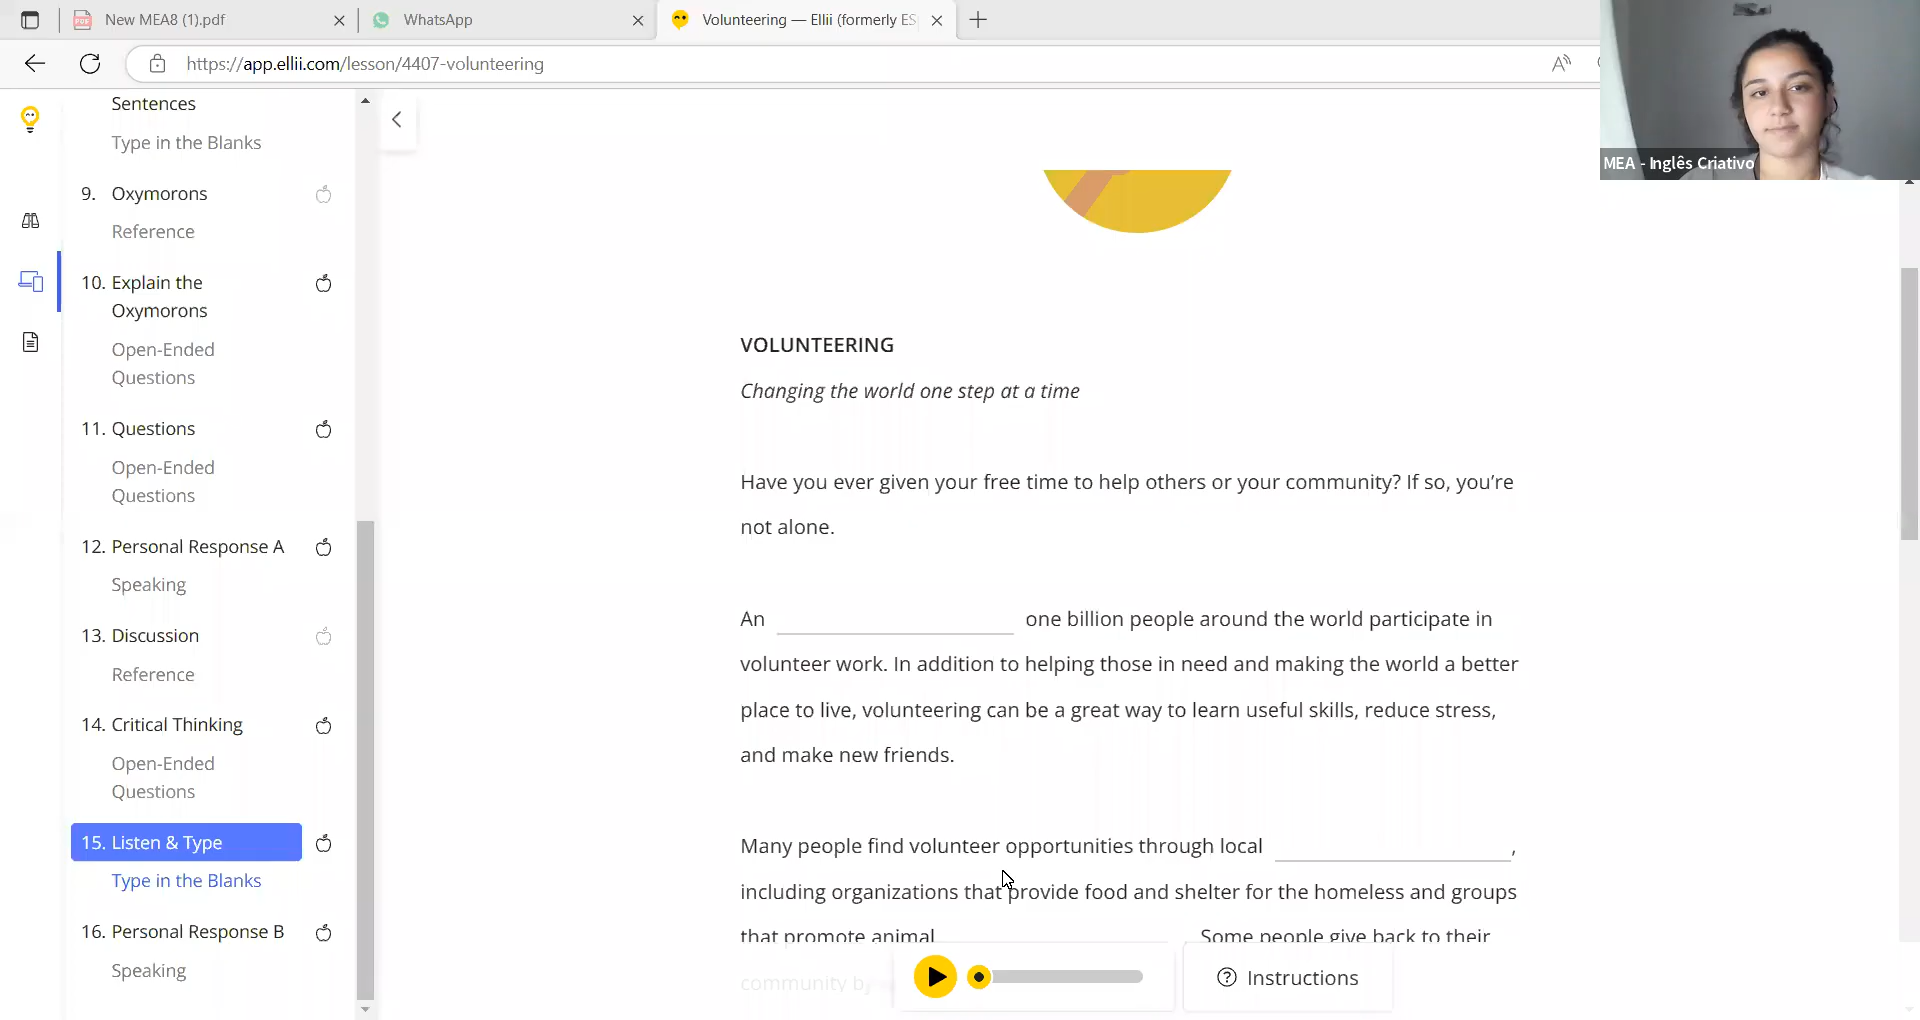 New MEA8 (1).pdf
WhatsApp
Volunteering — Ellii (formerly ES
https://app.ellii.com/lesson/4407-volunteering
MEA - Inglês Criativo
Sentences
Type in the Blanks
9. Oxymorons
Reference
10. Explain the
Oxymorons
Open-Ended
Questions
11. Questions
Open-Ended
Questions
12. Personal Response A
Speaking
13. Discussion
Reference
14. Critical Thinking
Open-Ended
Questions
15. Listen & Type
Type in the Blanks
16. Personal Response B
Speaking
VOLUNTEERING
Changing the world one step at a time
Have you ever given your free time to help others or your community? If so, you’re
not alone.
An one billion people around the world participate in
volunteer work. In addition to helping those in need and making the world a better
place to live, volunteering can be a great way to learn useful skills, reduce stress,
and make new friends.
Many people find volunteer opportunities through local ,
including organizations that provide food and shelter for the homeless and groups
that promote animal . Some people give back to their
community by
Instructions